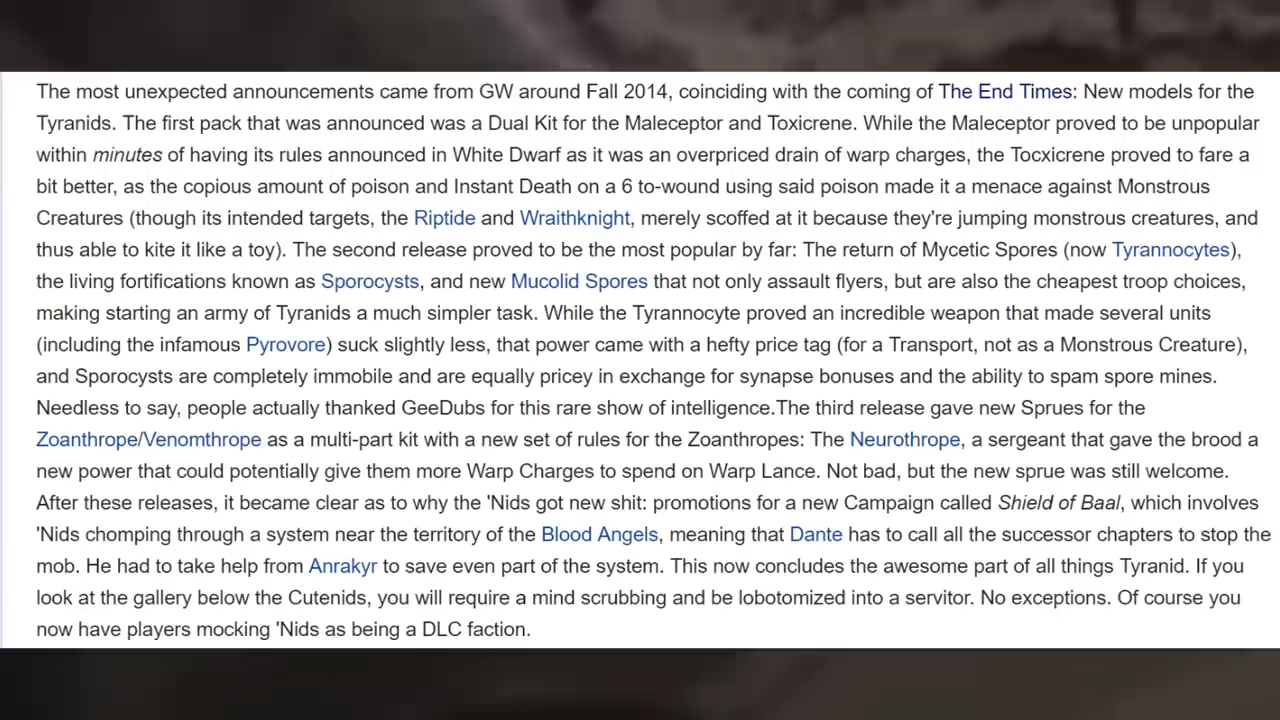 The most unexpected announcements came from GW around Fall 2014, coinciding with the coming of The End Times: New models for the
Tyranids. The first pack that was announced was a Dual Kit for the Maleceptor and Toxicrene. While the Maleceptor proved to be unpopular
within minutes of having its rules announced in White Dwarf as it was an overpriced drain of warp charges, the Tocxicrene proved to fare a
bit better, as the copious amount of poison and Instant Death on a 6 to-wound using said poison made it a menace against Monstrous
Creatures (though its intended targets, the Riptide and Wraithknight, merely scoffed at it because they're jumping monstrous creatures, and
thus able to kite it like a toy). The second release proved to be the most popular by far: The return of Mycetic Spores (now Tyrannocytes),
the living fortifications known as Sporocysts, and new Mucolid Spores that not only assault flyers, but are also the cheapest troop choices,
making starting an army of Tyranids a much simpler task. While the Tyrannocyte proved an incredible weapon that made several units
(including the infamous Pyrovore) suck slightly less, that power came with a hefty price tag (for a Transport, not as a Monstrous Creature),
and Sporocysts are completely immobile and are equally pricey in exchange for synapse bonuses and the ability to spam spore mines.
Needless to say, people actually thanked GeeDubs for this rare show of intelligence.The third release gave new Sprues for the
Zoanthrope/Venomthrope as a multi-part kit with a new set of rules for the Zoanthropes: The Neurothrope, a sergeant that gave the brood a
new power that could potentially give them more Warp Charges to spend on Warp Lance. Not bad, but the new sprue was still welcome.
After these releases, it became clear as to why the 'Nids got new shit: promotions for a new Campaign called Shield of Baal, which involves
'Nids chomping through a system near the territory of the Blood Angels, meaning that Dante has to call all the successor chapters to stop the
mob. He had to take help from Anrakyr to save even part of the system. This now concludes the awesome part of all things Tyranid. If you
look at the gallery below the Cutenids, you will require a mind scrubbing and be lobotomized into a servitor. No exceptions. Of course you
now have players mocking 'Nids as being a DLC faction.